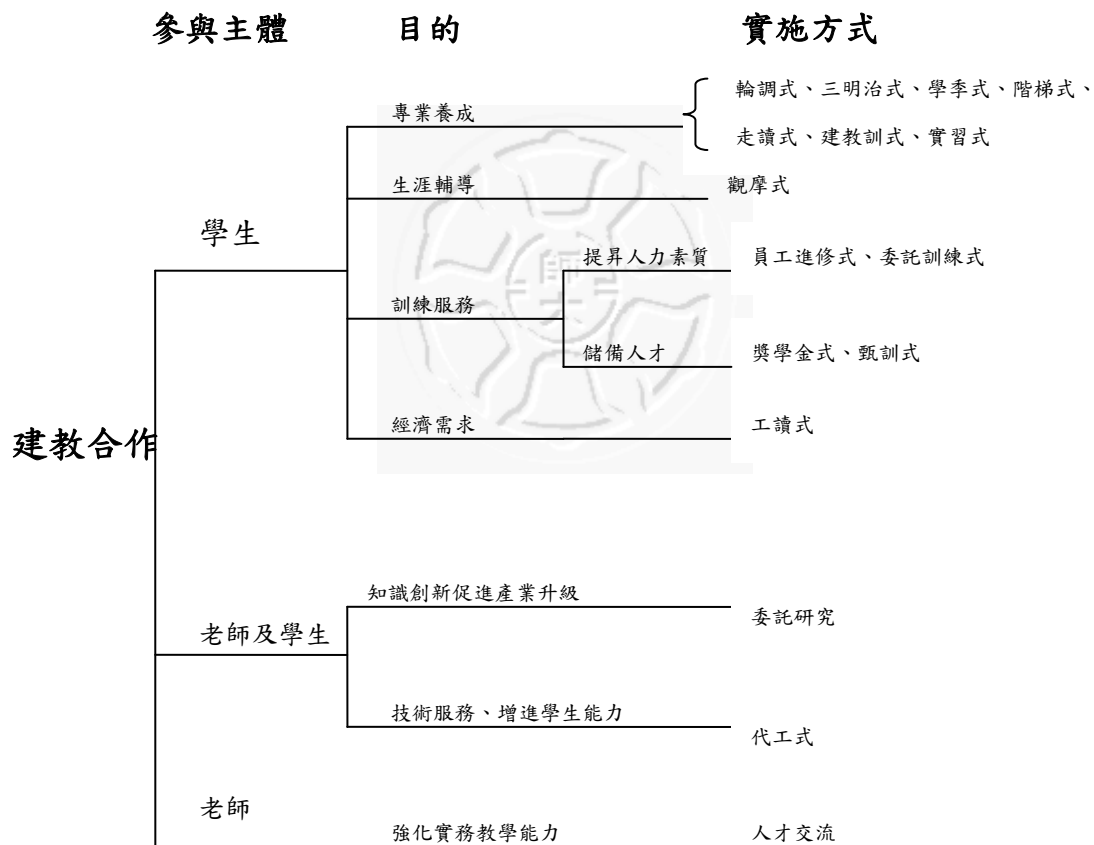 參與主體 目的 實施方式
輪調式、三明治式、學季式、階梯式、
專業養成
走讀式、建教訓式、實習式
生涯輔導 觀摩式
學生
提昇人力素質 員工進修式、委託訓練式
訓練服務
儲備人才 獎學金式、甄訓式
經濟需求 工讀式
建教合作
知識創新促進產業升級
委託研究
老師及學生
技術服務、增進學生能力
代工式
老師
強化實務教學能力 人才交流
師大